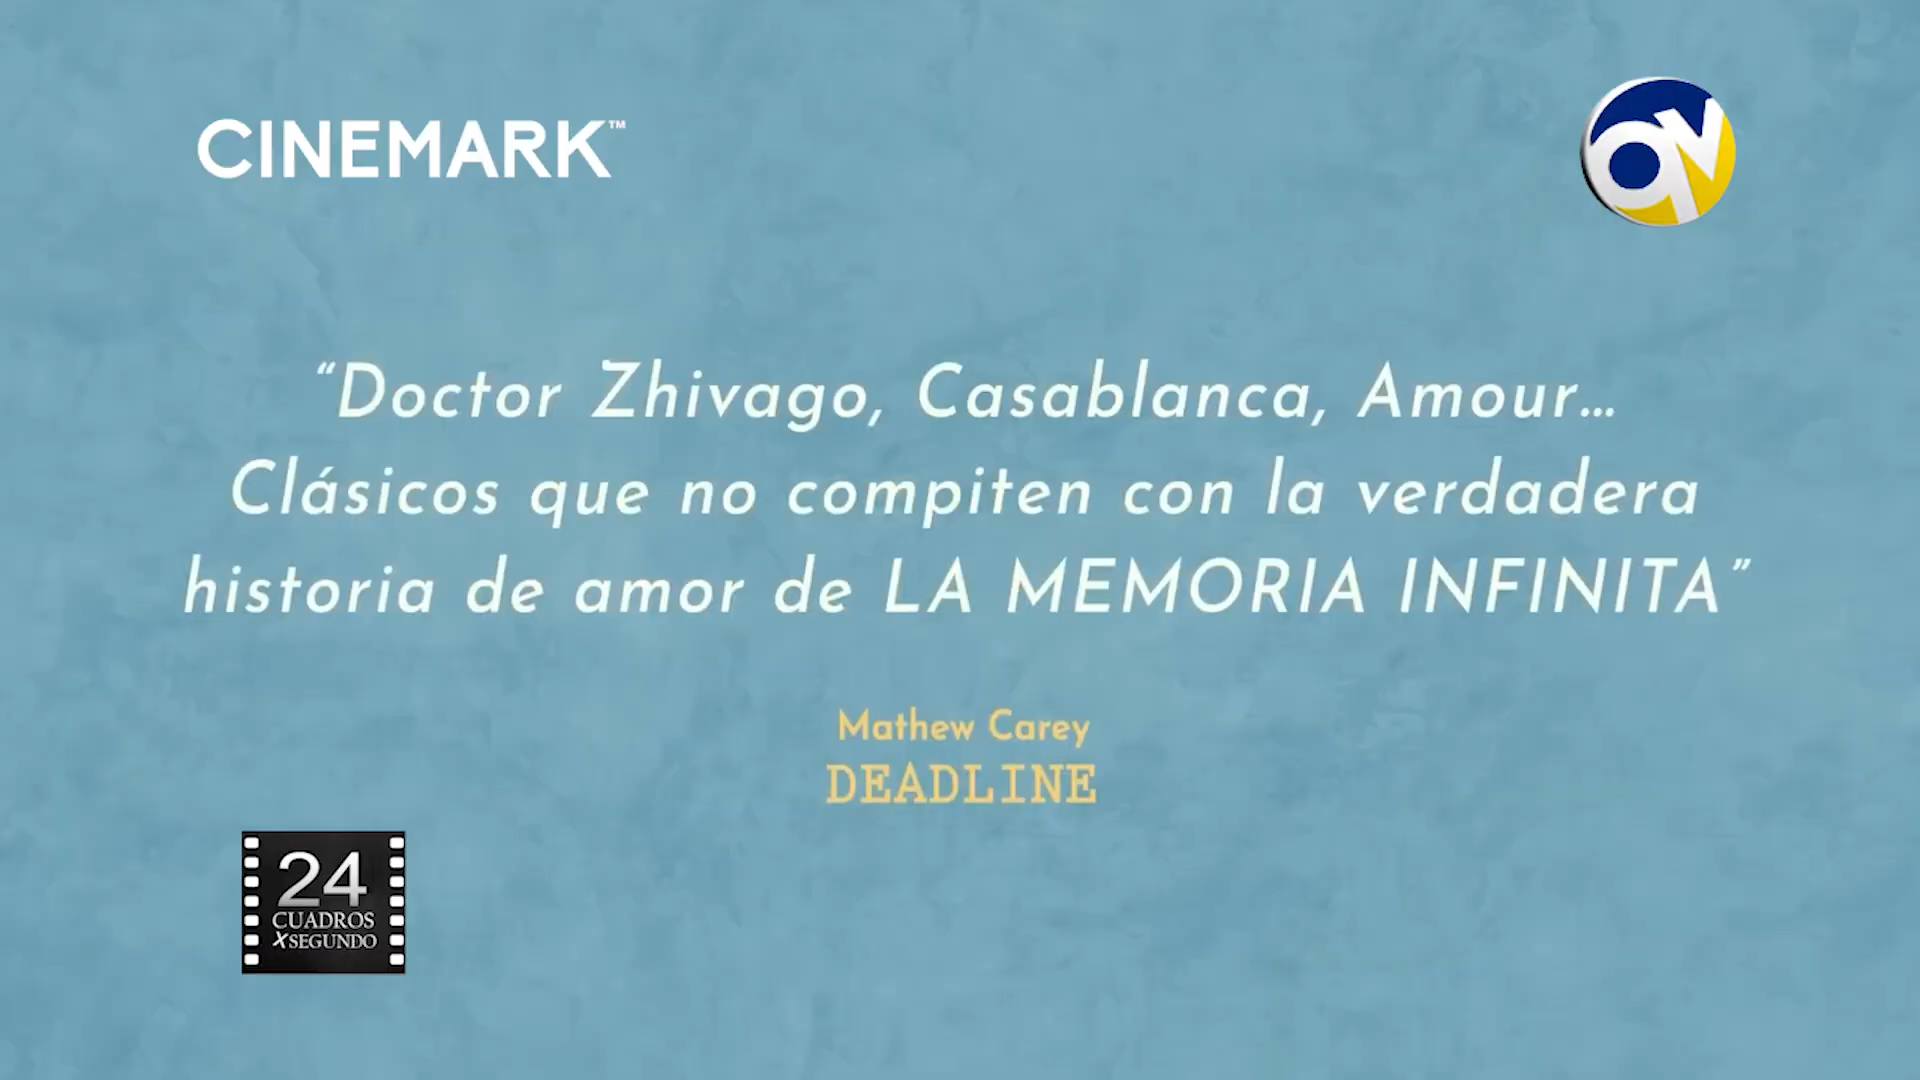 CINEMARK™
“Doctor Zhivago, Casablanca, Amour...
Clásicos que no compiten con la verdadera
historia de amor de LA MEMORIA INFINITA”
Mathew Carey
DEADLINE
24
CUADROS
XSEGUNDO